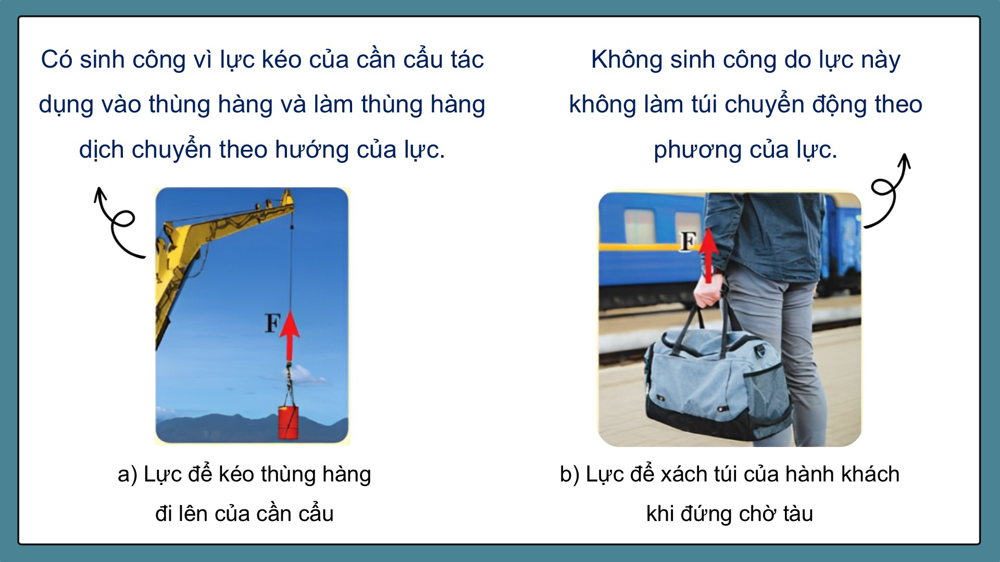 Có sinh công vì lực kéo của cần cẩu tác
dụng vào thùng hàng và làm thùng hàng
dịch chuyển theo hướng của lực.
Không sinh công do lực này
không làm túi chuyển động theo
phương của lực.
F
F
a) Lực để kéo thùng hàng
đi lên của cần cẩu
b) Lực để xách túi của hành khách
khi đứng chờ tàu